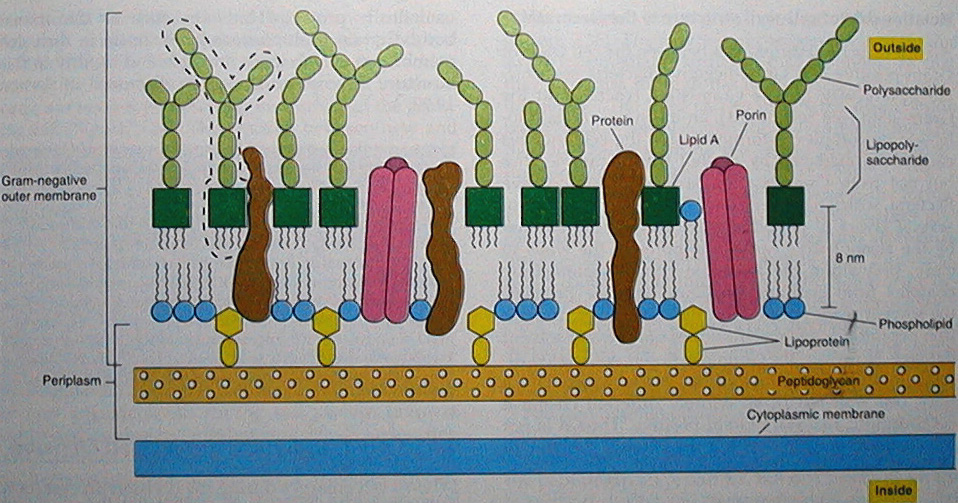 Outside
Polysaccharide
Protein
Porin
Lipid A
Lipopoly-
saccharide
Gram-negative
outer membrane
8 nm
Phospholipid
Lipoprotein
Periplasm
Peptidoglycan
Cytoplasmic membrane
Inside